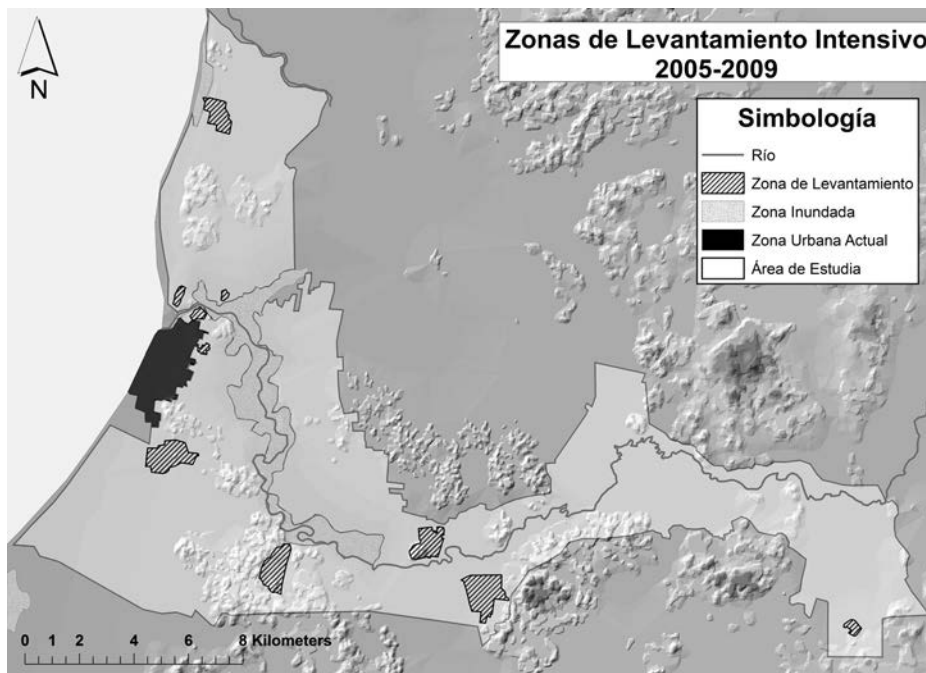 Zonas de Levantamiento Intensivo
2005-2009
N
Simbología
Río
Zona de Levantamiento
Zona Inundada
Zona Urbana Actual
Área de Estudia
0 2 4 6 8 Kilometers